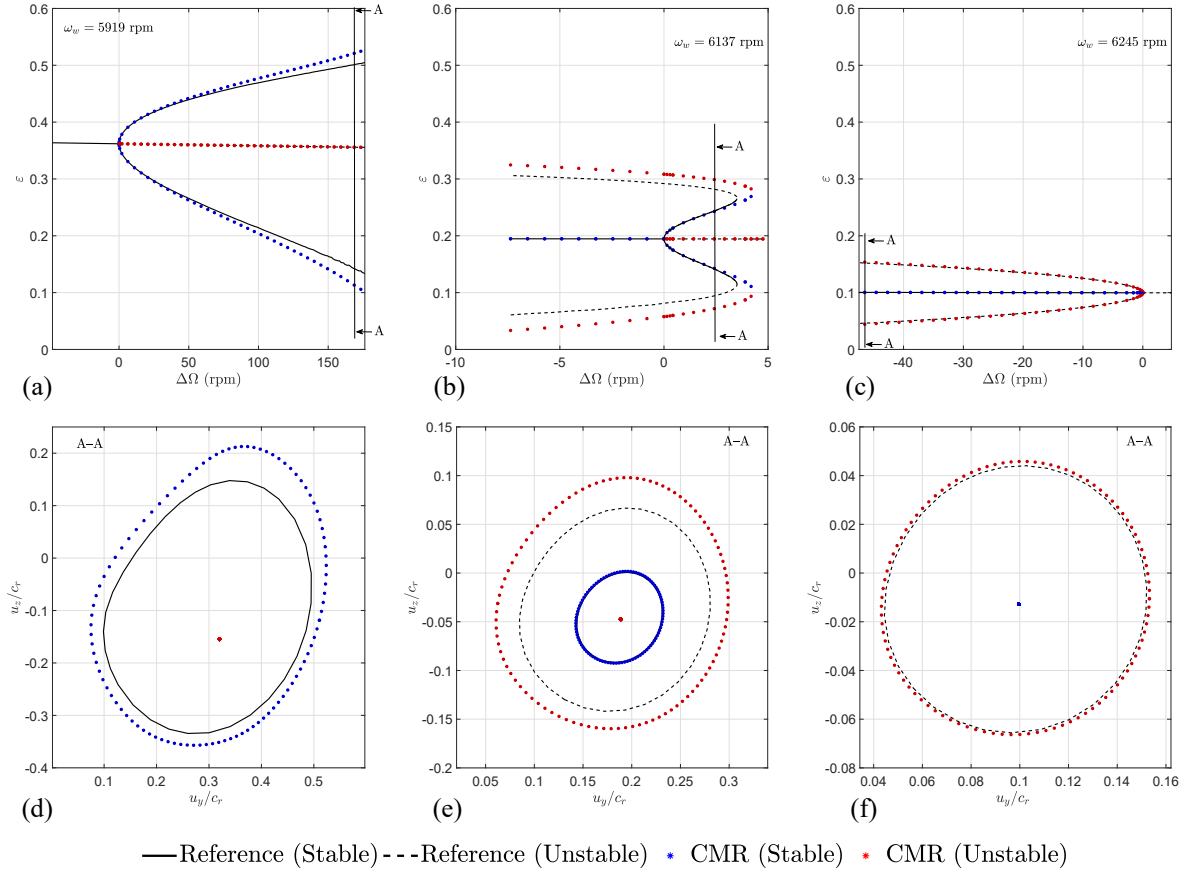 0.6
0.5
0.4
0.3
0.2
0.1
0
ε
ω_w = 5919 rpm
A
A
0
50
100
150
(a)
ΔΩ (rpm)
0.6
0.5
0.4
0.3
0.2
0.1
0
ε
ω_w = 6137 rpm
A
A
-10
-5
0
5
(b)
ΔΩ (rpm)
0.6
0.5
0.4
0.3
0.2
0.1
0
ε
ω_w = 6245 rpm
A
A
-40
-30
-20
-10
0
(c)
ΔΩ (rpm)
0.2
0.1
0
-0.1
-0.2
-0.3
-0.4
u_z/c_r
A–A
0.1
0.2
0.3
0.4
0.5
(d)
u_y/c_r
0.15
0.1
0.05
0
-0.05
-0.1
-0.15
-0.2
u_z/c_r
A–A
0.05
0.1
0.15
0.2
0.25
0.3
(e)
u_y/c_r
0.06
0.04
0.02
0
-0.02
-0.04
-0.06
-0.08
u_z/c_r
A–A
0.04
0.06
0.08
0.1
0.12
0.14
0.16
(f)
u_y/c_r
Reference (Stable) Reference (Unstable) CMR (Stable) CMR (Unstable)